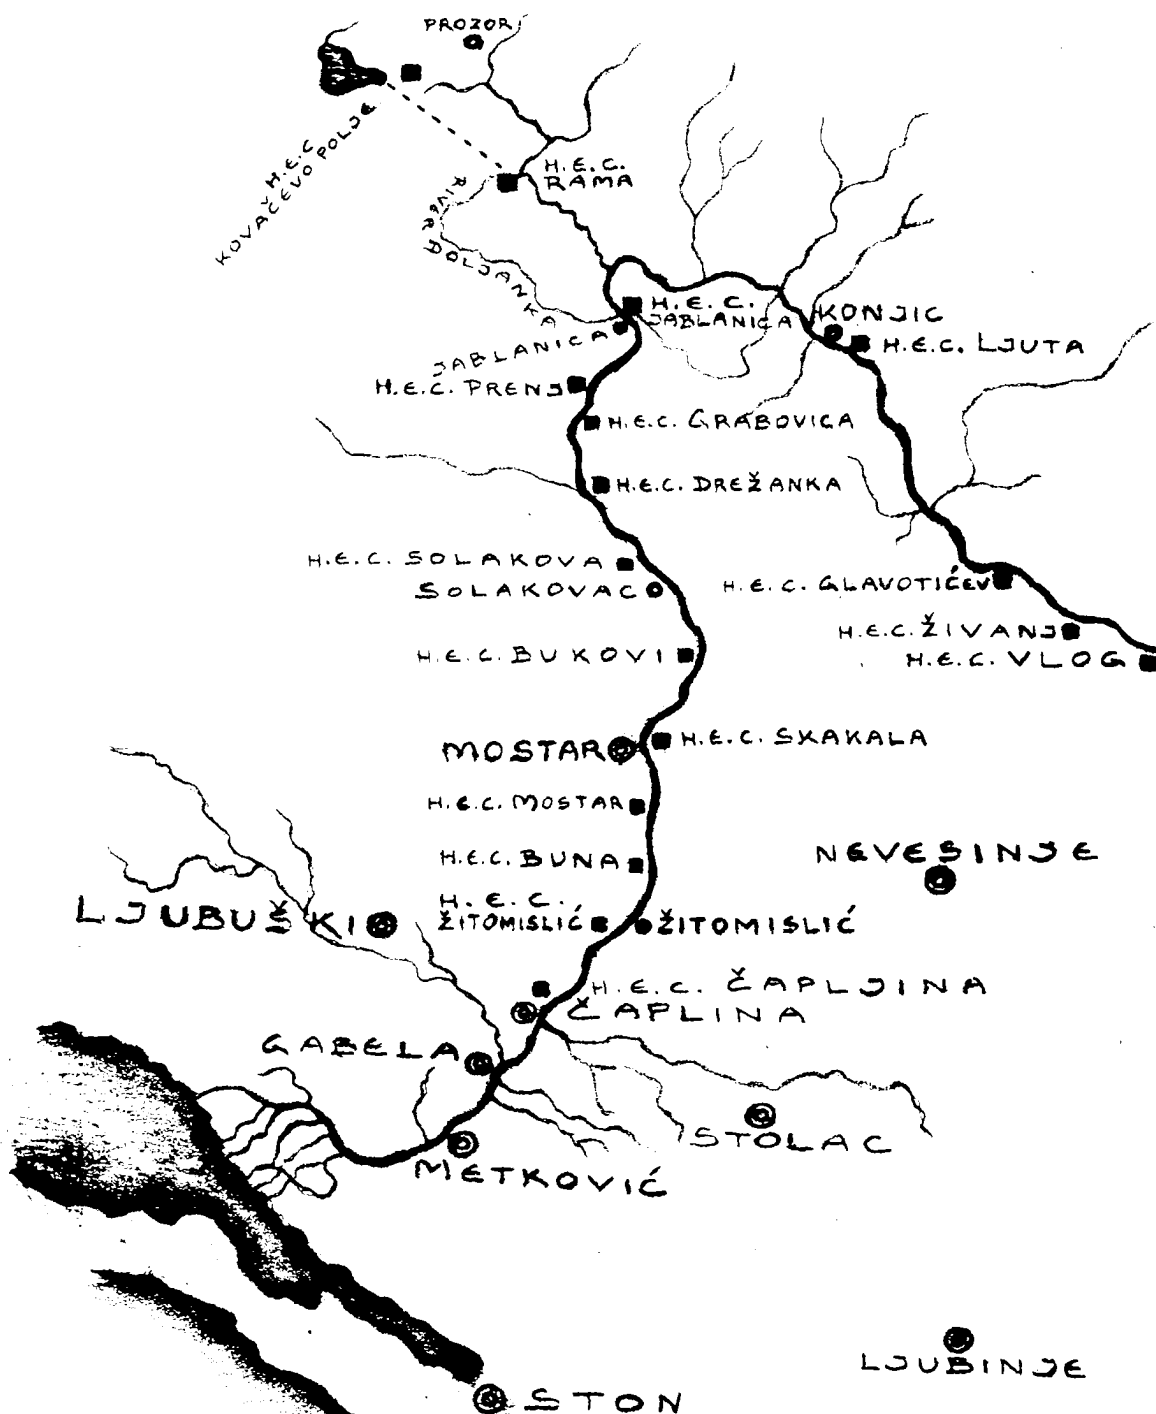 PROZOR
H.E.C
KOVAČEVO POLJE
H.E.C.
RAMA
RIVER DOLJANKA
H.E.C.
JABLANICA
KONJIC
JABLANICA
H.E.C. LJUTA
H.E.C. PRENJ
H.E.C. GRABOVICA
H.E.C. DREŽANKA
H.E.C. SOLAKOVA
SOLAKOVAC
H.E.C. GLAVOTIĆEV
H.E.C. ŽIVANJ
H.E.C. BUKOVI
H.E.C. VLOG
MOSTAR
H.E.C. SKAKALA
H.E.C. MOSTAR
H.E.C. BUNA
NEVESINJE
LJUBUŠKI
H.E.C.
ŽITOMISLIĆ
ŽITOMISLIĆ
H.E.C. ČAPLJINA
ČAPLINA
GABELA
STOLAC
METKOVIĆ
LJUBINJE
STON